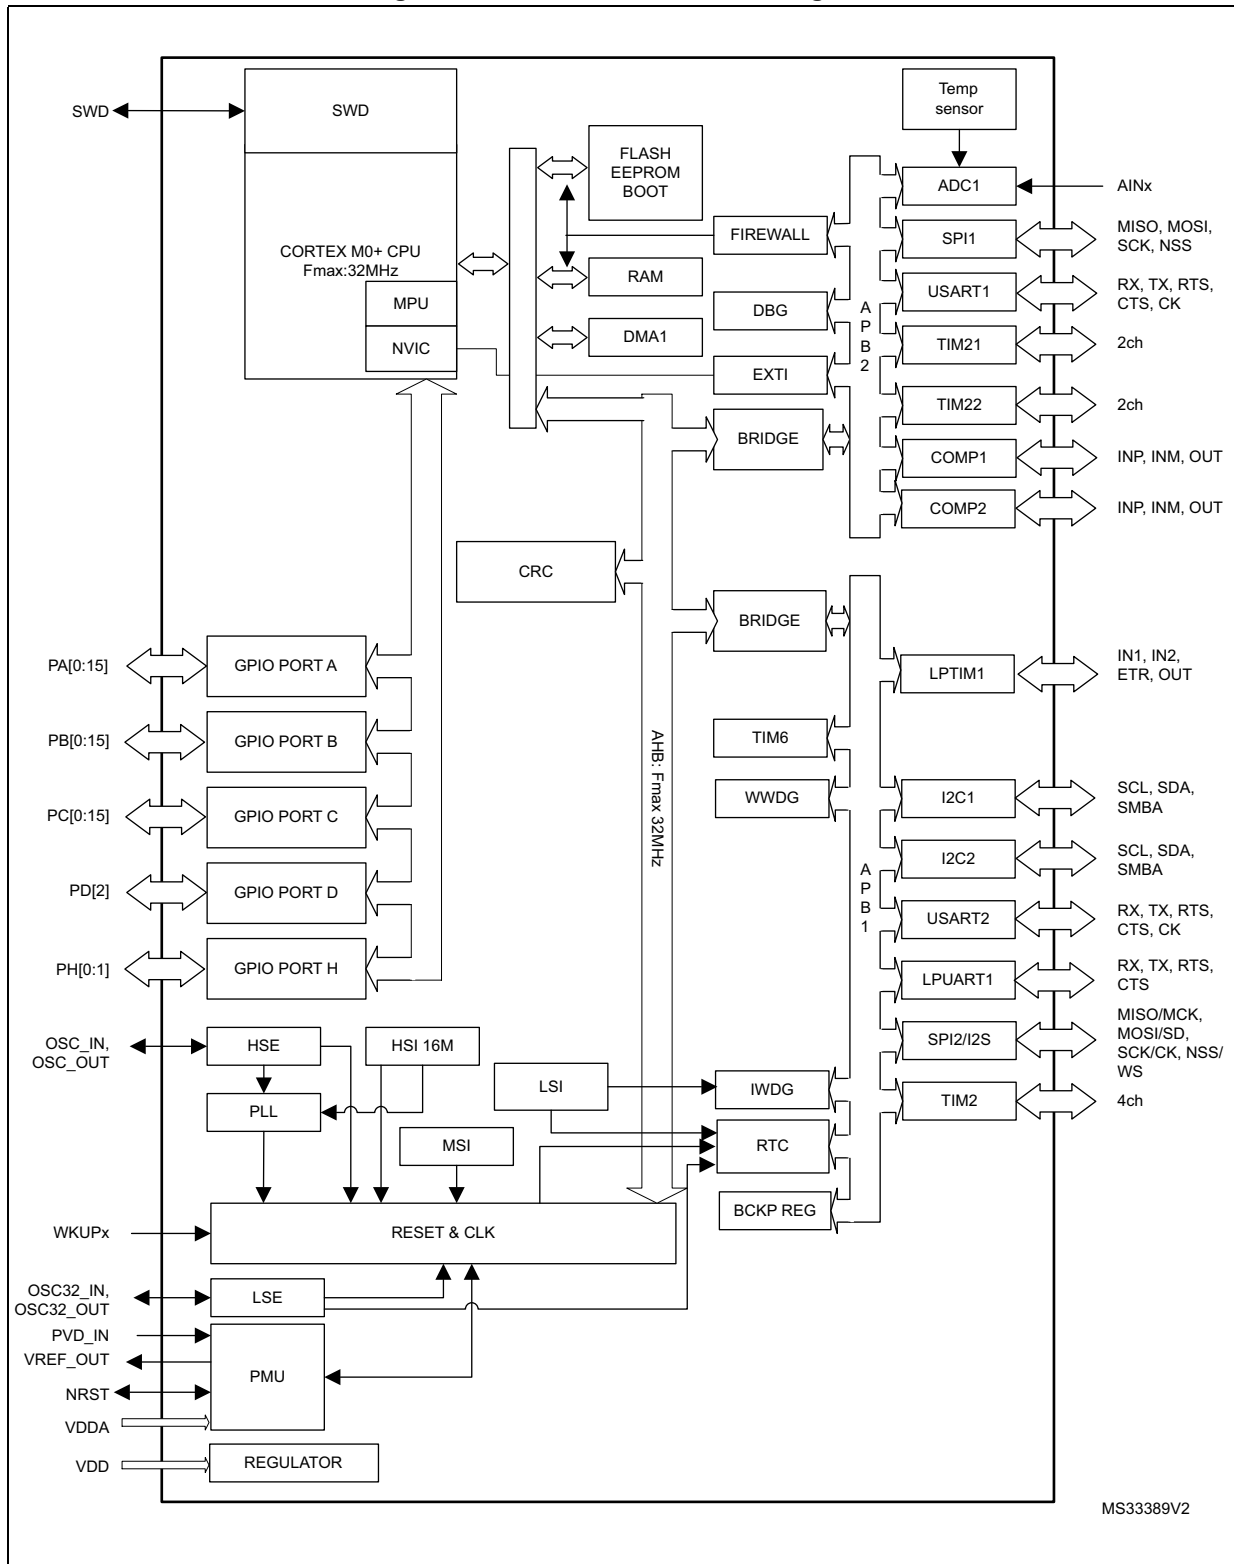 SWD
SWD
Temp
sensor
FLASH
EEPROM
BOOT
ADC1
AINx
CORTEX M0+ CPU
Fmax:32MHz
FIREWALL
SPI1
MISO, MOSI,
SCK, NSS
MPU
RAM
USART1
RX, TX, RTS,
CTS, CK
DBG
A
P
B
2
NVIC
DMA1
TIM21
2ch
EXTI
TIM22
2ch
BRIDGE
COMP1
INP, INM, OUT
COMP2
INP, INM, OUT
CRC
BRIDGE
PA[0:15]
GPIO PORT A
LPTIM1
IN1, IN2,
ETR, OUT
PB[0:15]
GPIO PORT B
TIM6
AHB: Fmax 32MHz
PC[0:15]
GPIO PORT C
WWDG
I2C1
SCL, SDA,
SMBA
I2C2
SCL, SDA,
SMBA
PD[2]
GPIO PORT D
A
P
B
1
USART2
RX, TX, RTS,
CTS, CK
PH[0:1]
GPIO PORT H
LPUART1
RX, TX, RTS,
CTS
OSC_IN,
OSC_OUT
HSE
HSI 16M
SPI2/I2S
MISO/MCK,
MOSI/SD,
SCK/CK, NSS/
WS
LSI
IWDG
PLL
TIM2
4ch
MSI
RTC
BCKP REG
WKUPx
RESET & CLK
OSC32_IN,
OSC32_OUT
LSE
PVD_IN
VREF_OUT
PMU
NRST
VDDA
VDD
REGULATOR
MS33389V2